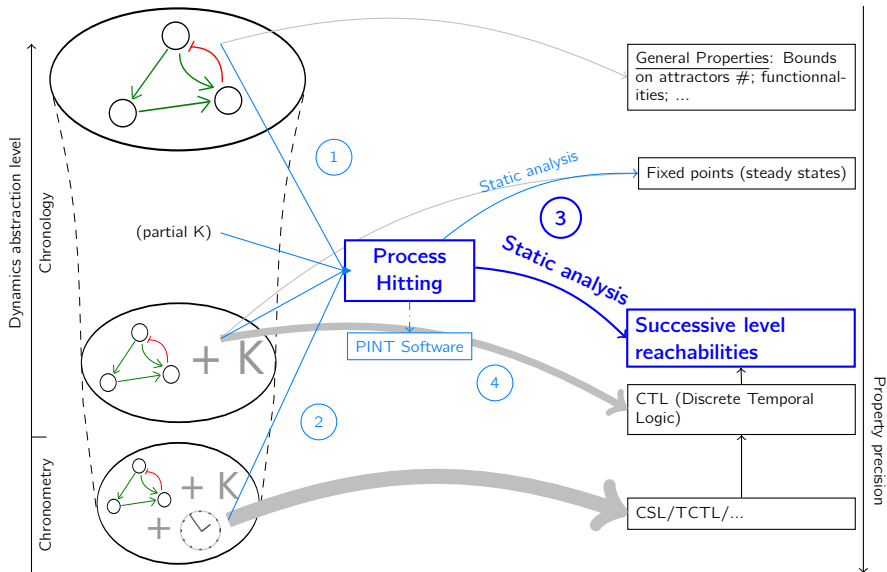 General Properties: Bounds
on attractors #; functionnal-
ities; ...
1
Static analysis
Fixed points (steady states)
3
Dynamics abstraction level
Chronology
(partial K)
Process
Hitting
Static analysis
Successive level
reachabilities
+ K
PINT Software
4
CTL (Discrete Temporal
Logic)
2
Property precision
Chronometry
+ K
+
CSL/TCTL/...